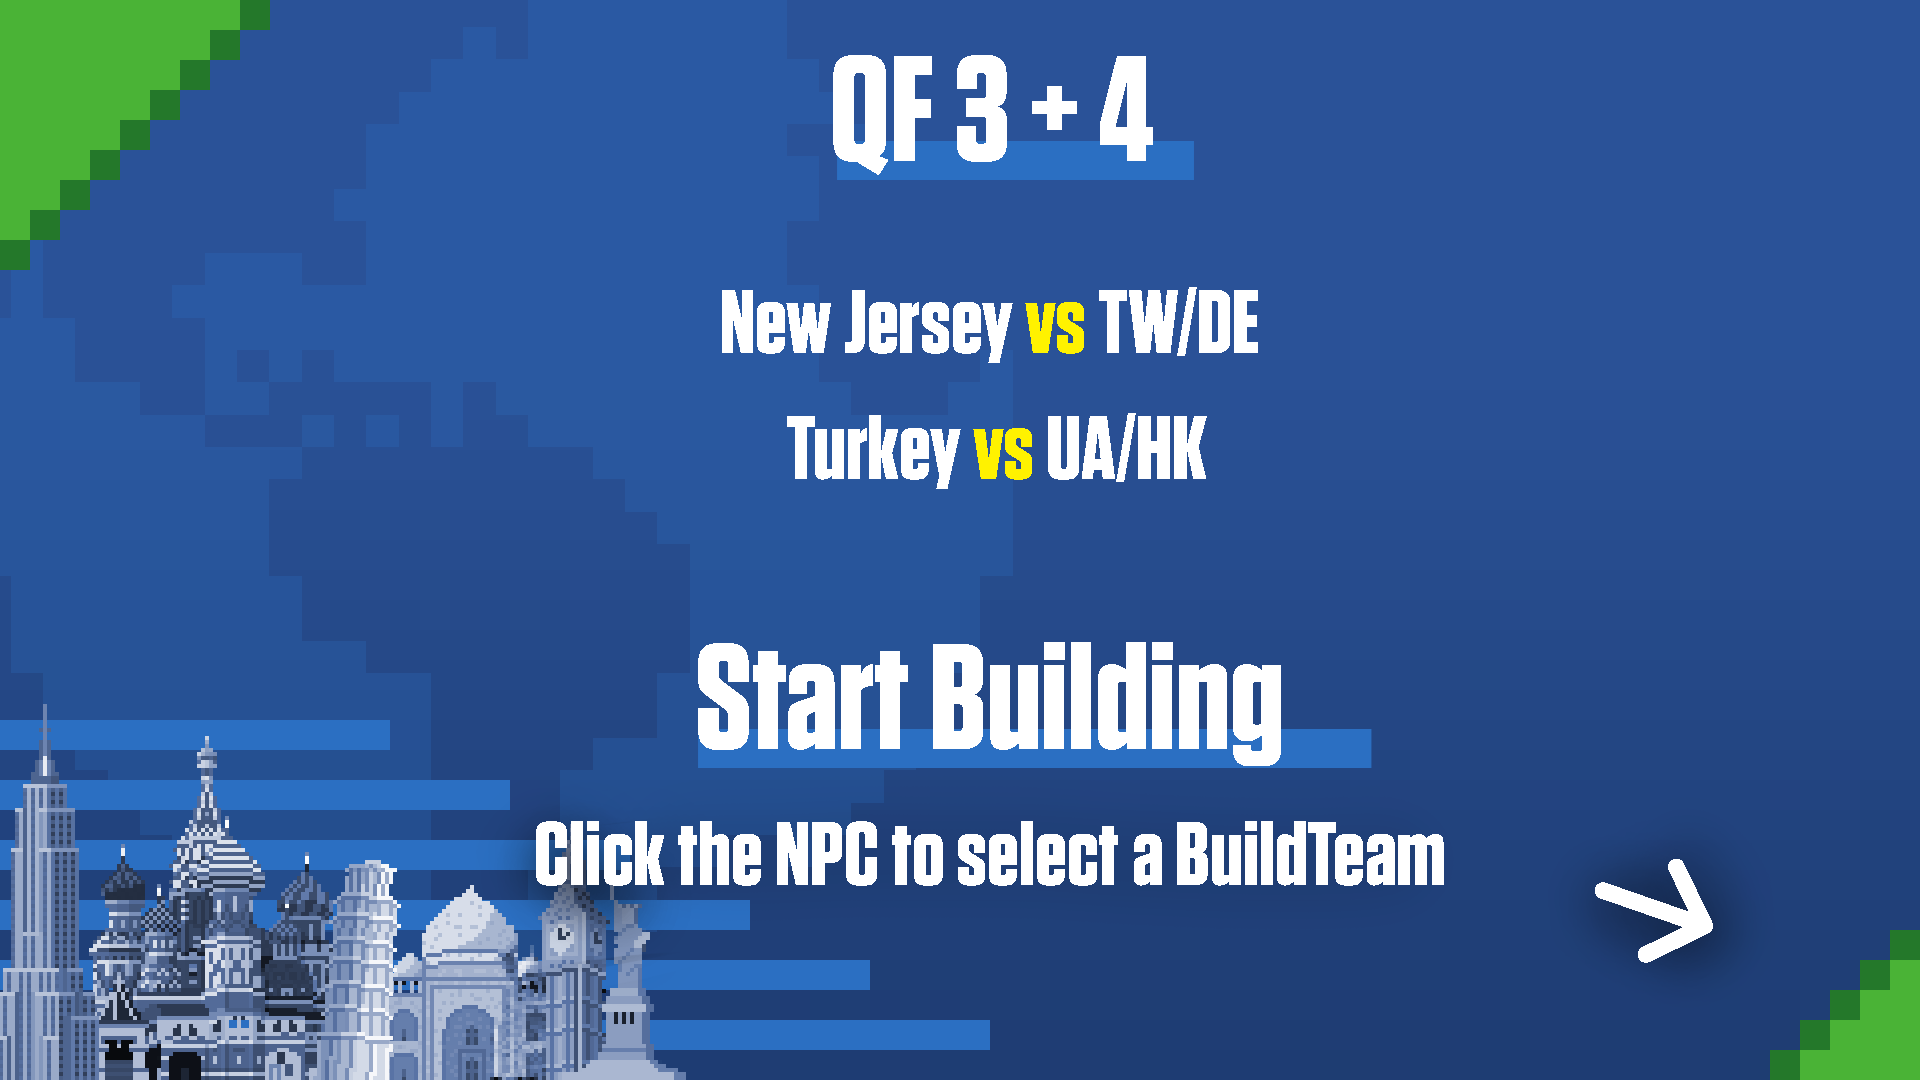 QF 3 + 4
New Jersey vs TW/DE
Turkey vs UA/HK
Start Building
Click the NPC to select a BuildTeam